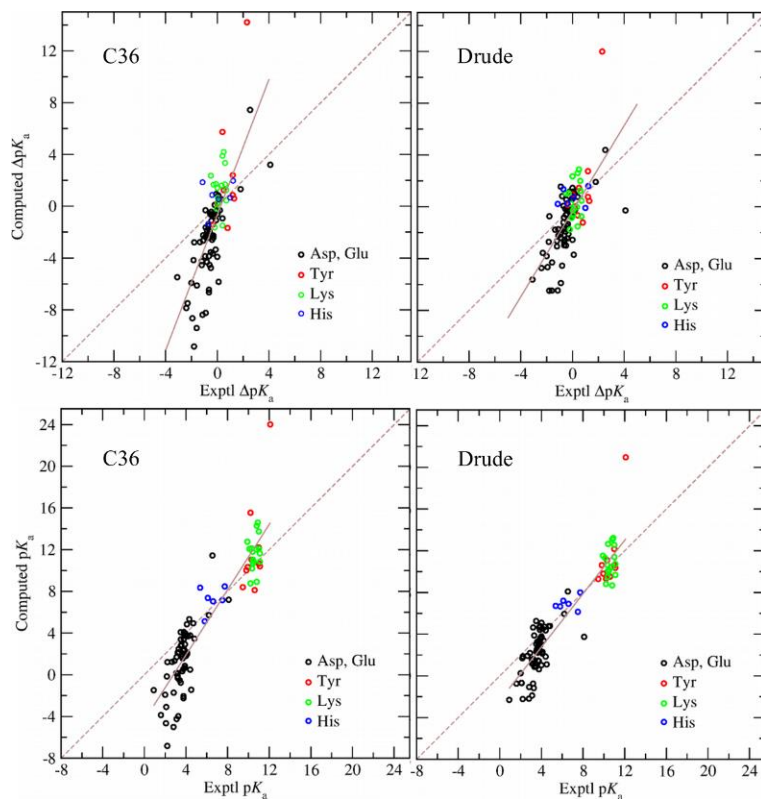 C36
Drude
12
8
4
0
-4
-8
-12
Computed ΔpKa
Asp, Glu
Tyr
Lys
His
Asp, Glu
Tyr
Lys
His
-12 -8 -4 0 4 8 12
-12 -8 -4 0 4 8 12
Exptl ΔpKa
Exptl ΔpKa
C36
Drude
24
20
16
12
8
4
0
-4
-8
Computed pKa
Asp, Glu
Tyr
Lys
His
Asp, Glu
Tyr
Lys
His
-8 -4 0 4 8 12 16 20 24
-8 -4 0 4 8 12 16 20 24
Exptl pKa
Exptl pKa